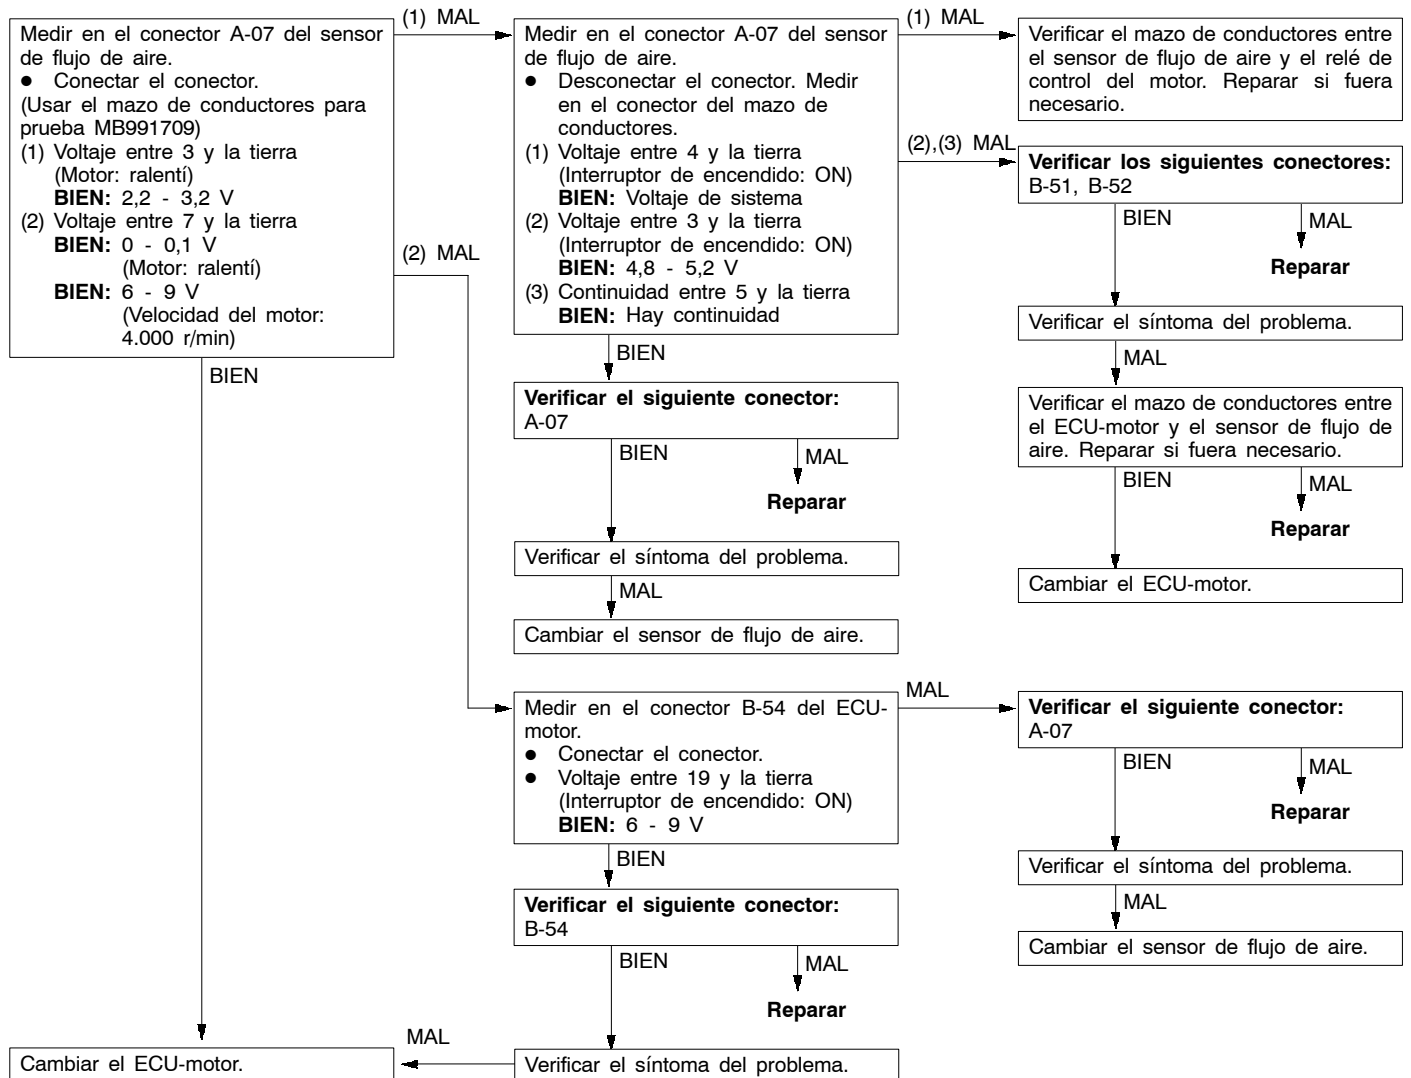 Medir en el conector A-07 del sensor
de flujo de aire.
● Conectar el conector.
(Usar el mazo de conductores para
prueba MB991709)
(1) Voltaje entre 3 y la tierra
(Motor: ralentí)
BIEN: 2,2 - 3,2 V
(2) Voltaje entre 7 y la tierra
BIEN: 0 - 0,1 V
(Motor: ralentí)
BIEN: 6 - 9 V
(Velocidad del motor:
4.000 r/min)
(1) MAL
(2) MAL
BIEN
Medir en el conector A-07 del sensor
de flujo de aire.
● Desconectar el conector. Medir
en el conector del mazo de
conductores.
(1) Voltaje entre 4 y la tierra
(Interruptor de encendido: ON)
BIEN: Voltaje de sistema
(2) Voltaje entre 3 y la tierra
(Interruptor de encendido: ON)
BIEN: 4,8 - 5,2 V
(3) Continuidad entre 5 y la tierra
BIEN: Hay continuidad
(1) MAL
Verificar el mazo de conductores entre
el sensor de flujo de aire y el relé de
control del motor. Reparar si fuera
necesario.
(2),(3) MAL
Verificar los siguientes conectores:
B-51, B-52
BIEN
MAL
Reparar
Verificar el síntoma del problema.
MAL
Verificar el mazo de conductores entre
el ECU-motor y el sensor de flujo de
aire. Reparar si fuera necesario.
BIEN
MAL
Reparar
Cambiar el ECU-motor.
BIEN
Verificar el siguiente conector:
A-07
BIEN
MAL
Reparar
Verificar el síntoma del problema.
MAL
Cambiar el sensor de flujo de aire.
Medir en el conector B-54 del ECU-
motor.
● Conectar el conector.
● Voltaje entre 19 y la tierra
(Interruptor de encendido: ON)
BIEN: 6 - 9 V
MAL
Verificar el siguiente conector:
A-07
BIEN
MAL
Reparar
Verificar el síntoma del problema.
MAL
Cambiar el sensor de flujo de aire.
BIEN
Verificar el siguiente conector:
B-54
BIEN
MAL
Reparar
Verificar el síntoma del problema.
MAL
Cambiar el ECU-motor.